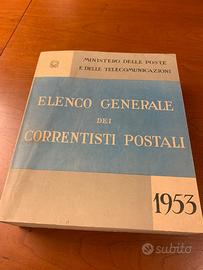 MINISTERO DELLE POSTE
E DELLE TELECOMUNICAZIONI
ELENCO GENERALE
DEI
CORRENTISTI POSTALI
1953
subito